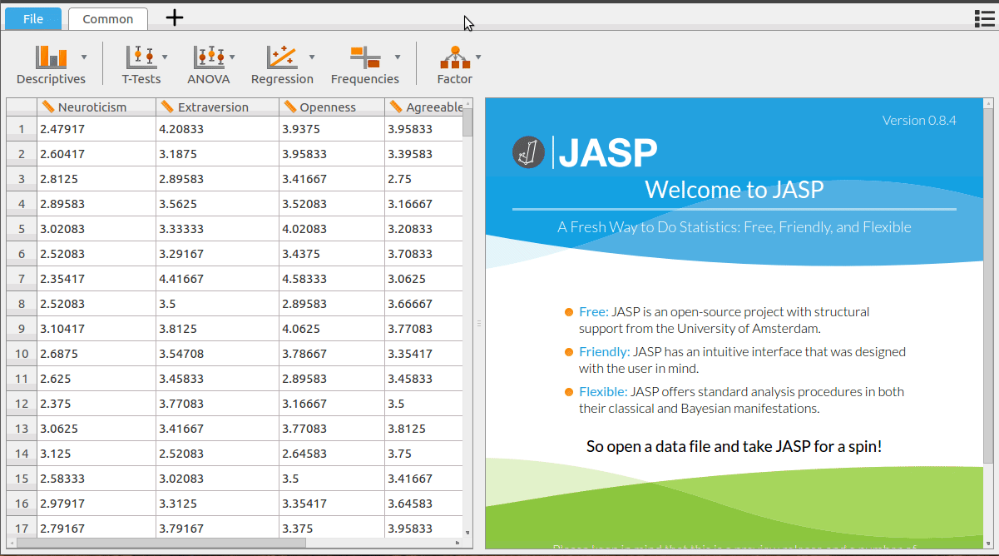 File Common
Descriptives T-Tests ANOVA Regression Frequencies Factor
Neuroticism Extraversion Openness Agreeable
1 2.47917 4.20833 3.9375 3.95833
2 2.60417 3.1875 3.95833 3.39583
3 2.8125 2.89583 3.41667 2.75
4 2.89583 3.5625 3.52083 3.16667
5 3.02083 3.33333 4.02083 3.20833
6 2.52083 3.29167 3.4375 3.70833
7 2.35417 4.41667 4.58333 3.0625
8 2.52083 3.5 2.89583 3.66667
9 3.10417 3.8125 4.0625 3.77083
10 2.6875 3.54708 3.78667 3.35417
11 2.625 3.45833 2.89583 3.45833
12 2.375 3.77083 3.16667 3.5
13 3.0625 3.41667 3.77083 3.8125
14 3.125 2.52083 2.64583 3.75
15 2.58333 3.02083 3.5 3.41667
16 2.97917 3.3125 3.35417 3.64583
17 2.79167 3.79167 3.375 3.95833
Version 0.8.4
JASP
Welcome to JASP
A Fresh Way to Do Statistics: Free, Friendly, and Flexible
Free: JASP is an open-source project with structural
support from the University of Amsterdam.
Friendly: JASP has an intuitive interface that was designed
with the user in mind.
Flexible: JASP offers standard analysis procedures in both
their classical and Bayesian manifestations.
So open a data file and take JASP for a spin!
Please keep in mind that this is a preview release and a number of